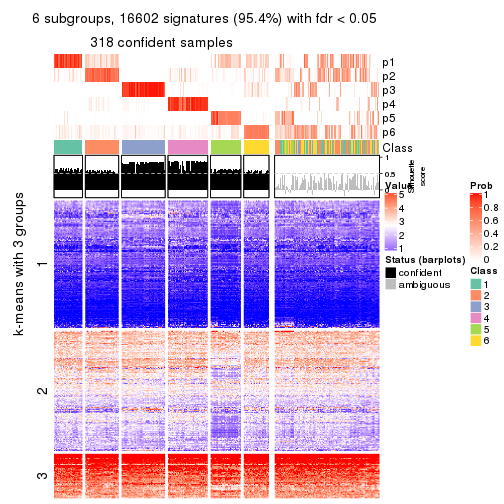 6 subgroups, 16602 signatures (95.4%) with fdr < 0.05
318 confident samples
p1
p2
p3
p4
p5
p6
Class
1
0.5
0
Silhouette
score
k-means with 3 groups
1
2
3
Value
5
4
3
2
1
Status (barplots)
confident
ambiguous
Prob
1
0.8
0.6
0.4
0.2
0
Class
1
2
3
4
5
6